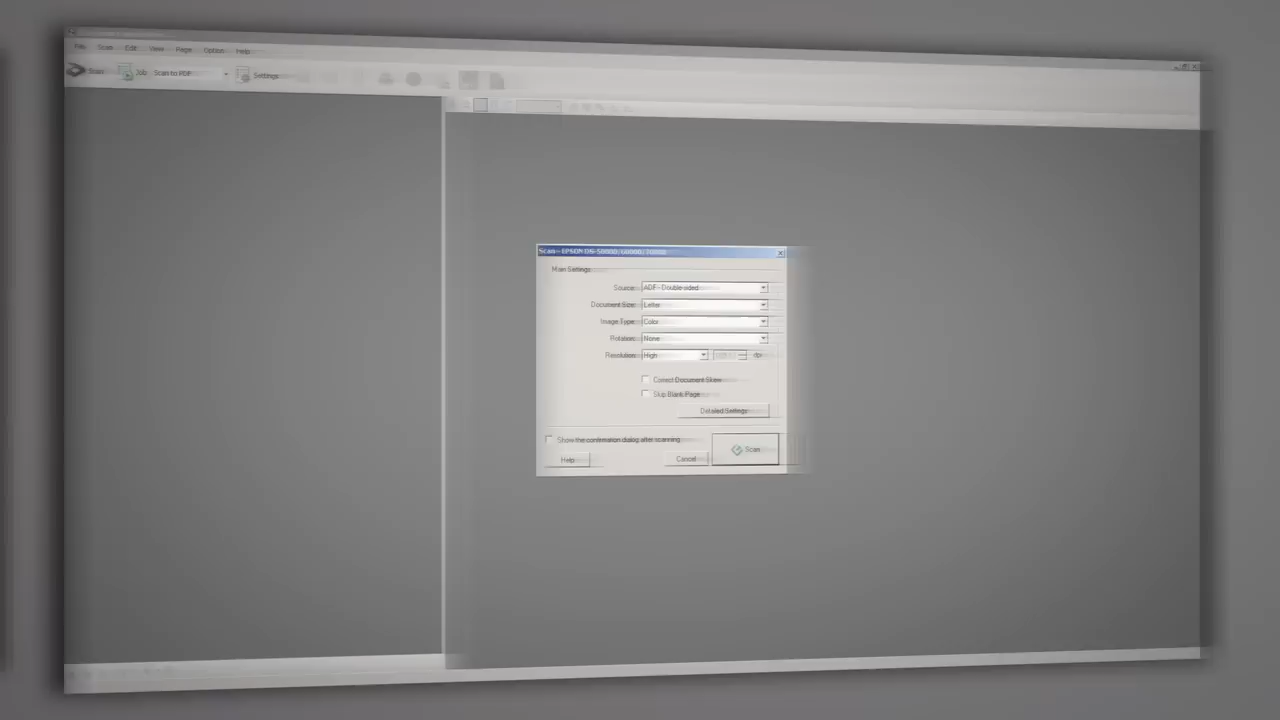 File Scan Edit View Page Option Help
Scan Job Scan to PDF Settings
Scan - EPSON DS-50000/60000/70000
Main Settings
Source: ADF - Double-sided
Document Size: Letter
Image Type: Color
Rotation: None
Resolution: High dpi
Correct Document Skew
Skip Blank Page
Detailed Settings
Show the confirmation dialog after scanning
Help Cancel Scan